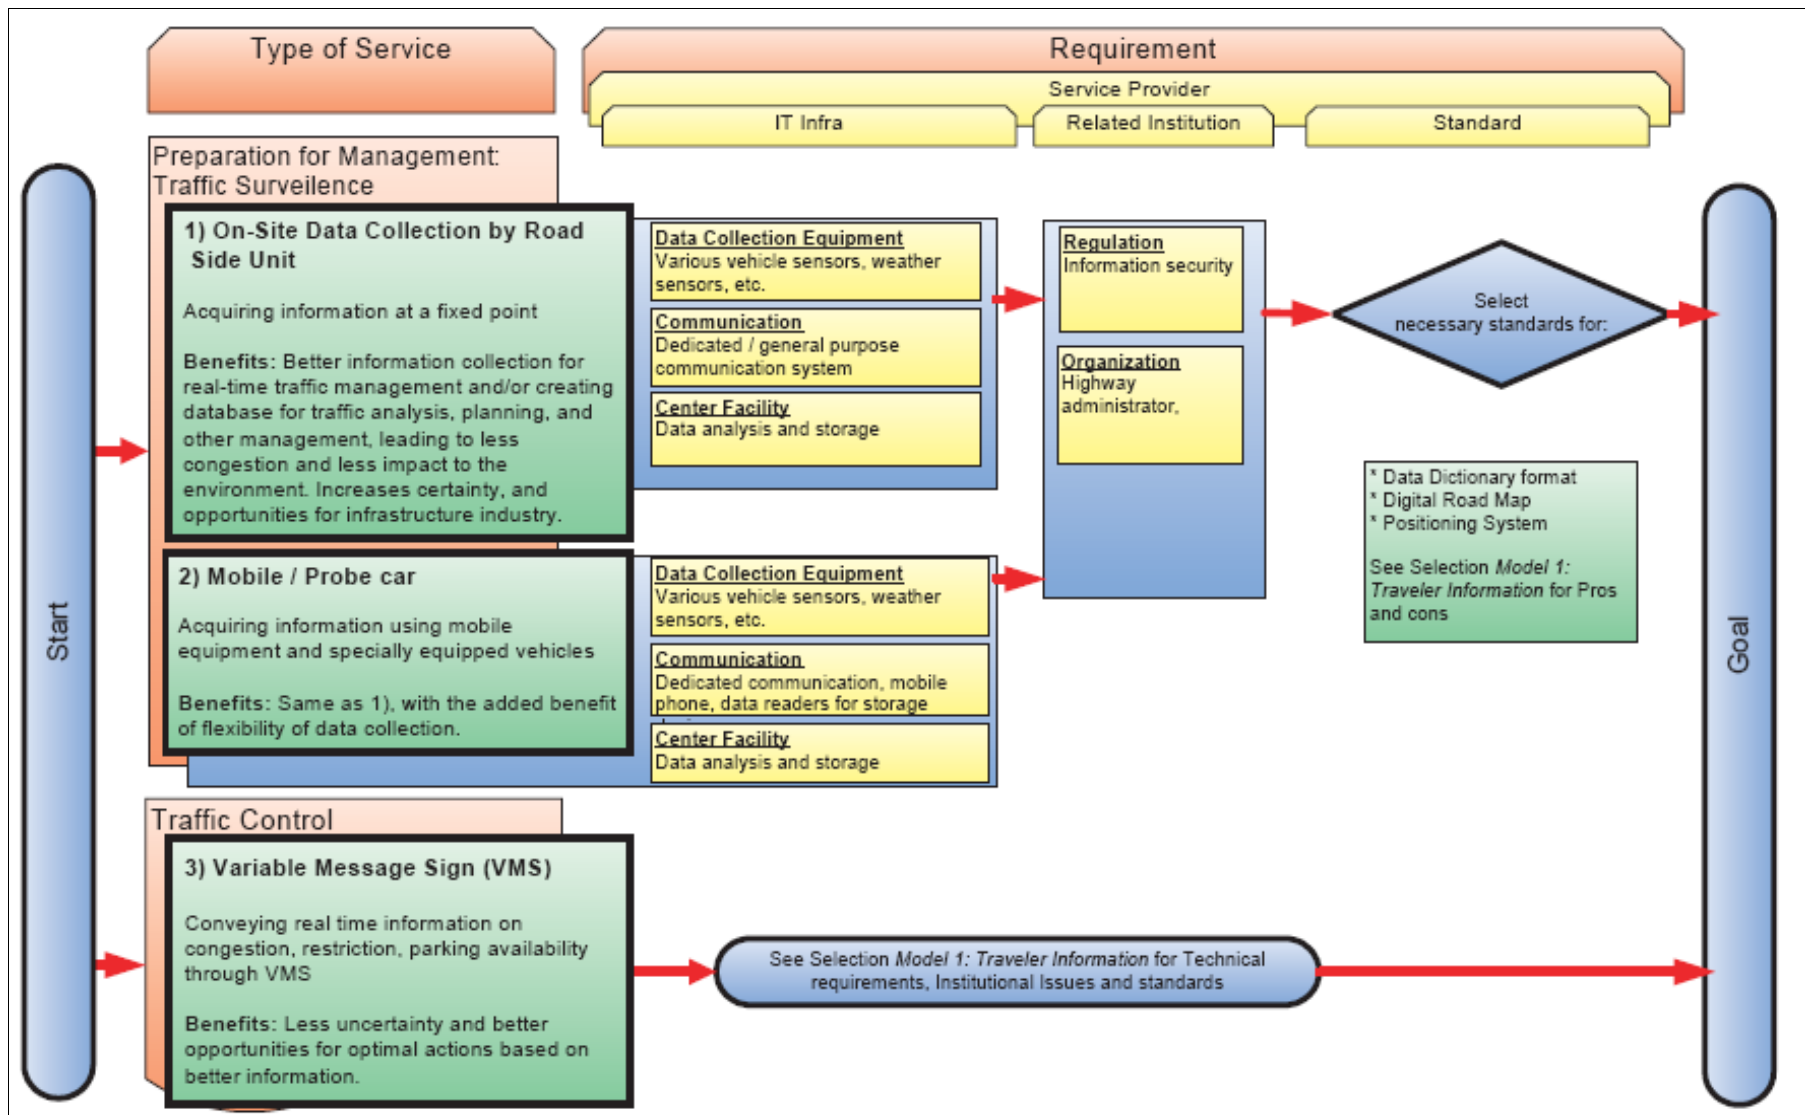 Type of Service
Requirement
Service Provider
IT Infra
Related Institution
Standard
Start
Preparation for Management:
Traffic Surveilence
1) On-Site Data Collection by Road
Side Unit
Acquiring information at a fixed point
Benefits: Better information collection for
real-time traffic management and/or creating
database for traffic analysis, planning, and
other management, leading to less
congestion and less impact to the
environment. Increases certainty, and
opportunities for infrastructure industry.
Data Collection Equipment
Various vehicle sensors, weather
sensors, etc.
Communication
Dedicated / general purpose
communication system
Center Facility
Data analysis and storage
Regulation
Information security
Organization
Highway
administrator,
Select
necessary standards for:
* Data Dictionary format
* Digital Road Map
* Positioning System
See Selection Model 1:
Traveler Information for Pros
and cons
2) Mobile / Probe car
Acquiring information using mobile
equipment and specially equipped vehicles
Benefits: Same as 1), with the added benefit
of flexibility of data collection.
Data Collection Equipment
Various vehicle sensors, weather
sensors, etc.
Communication
Dedicated communication, mobile
phone, data readers for storage
Center Facility
Data analysis and storage
Traffic Control
3) Variable Message Sign (VMS)
Conveying real time information on
congestion, restriction, parking availability
through VMS
Benefits: Less uncertainty and better
opportunities for optimal actions based on
better information.
See Selection Model 1: Traveler Information for Technical
requirements, Institutional Issues and standards
Goal